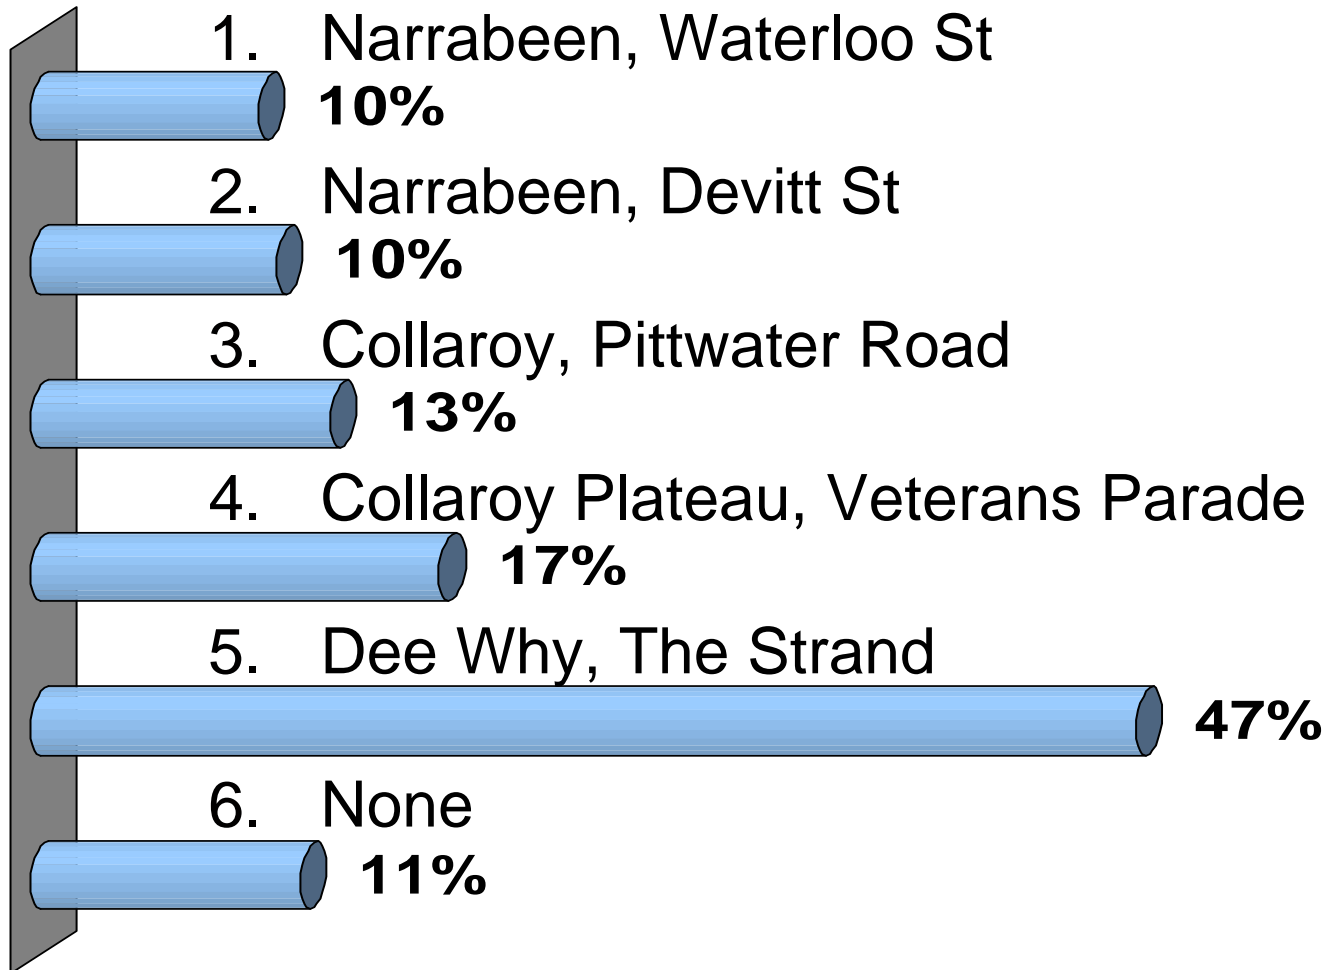 1. Narrabeen, Waterloo St
10%
2. Narrabeen, Devitt St
10%
3. Collaroy, Pittwater Road
13%
4. Collaroy Plateau, Veterans Parade
17%
5. Dee Why, The Strand
47%
6. None
11%